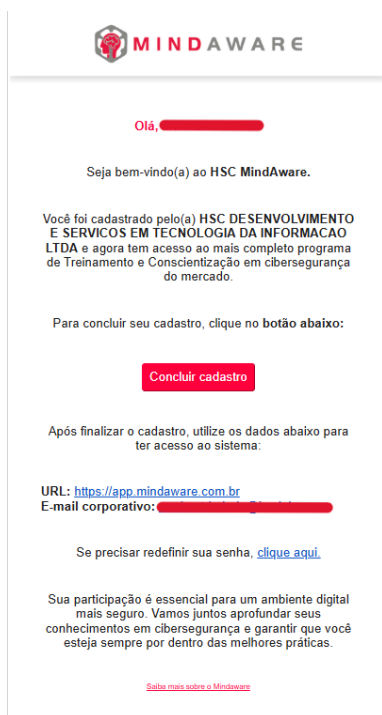 MINDAWARE
Olá,
Seja bem-vindo(a) ao HSC MindAware.
Você foi cadastrado pelo(a) HSC DESENVOLVIMENTO
E SERVICOS EM TECNOLOGIA DA INFORMACAO
LTDA e agora tem acesso ao mais completo programa
de Treinamento e Conscientização em cibersegurança
do mercado.
Para concluir seu cadastro, clique no botão abaixo:
Concluir cadastro
Após finalizar o cadastro, utilize os dados abaixo para
ter acesso ao sistema:
URL: https://app.mindaware.com.br
E-mail corporativo:
Se precisar redefinir sua senha, clique aqui.
Sua participação é essencial para um ambiente digital
mais seguro. Vamos juntos aprofundar seus
conhecimentos em cibersegurança e garantir que você
esteja sempre por dentro das melhores práticas.
Saiba mais sobre o Mindaware